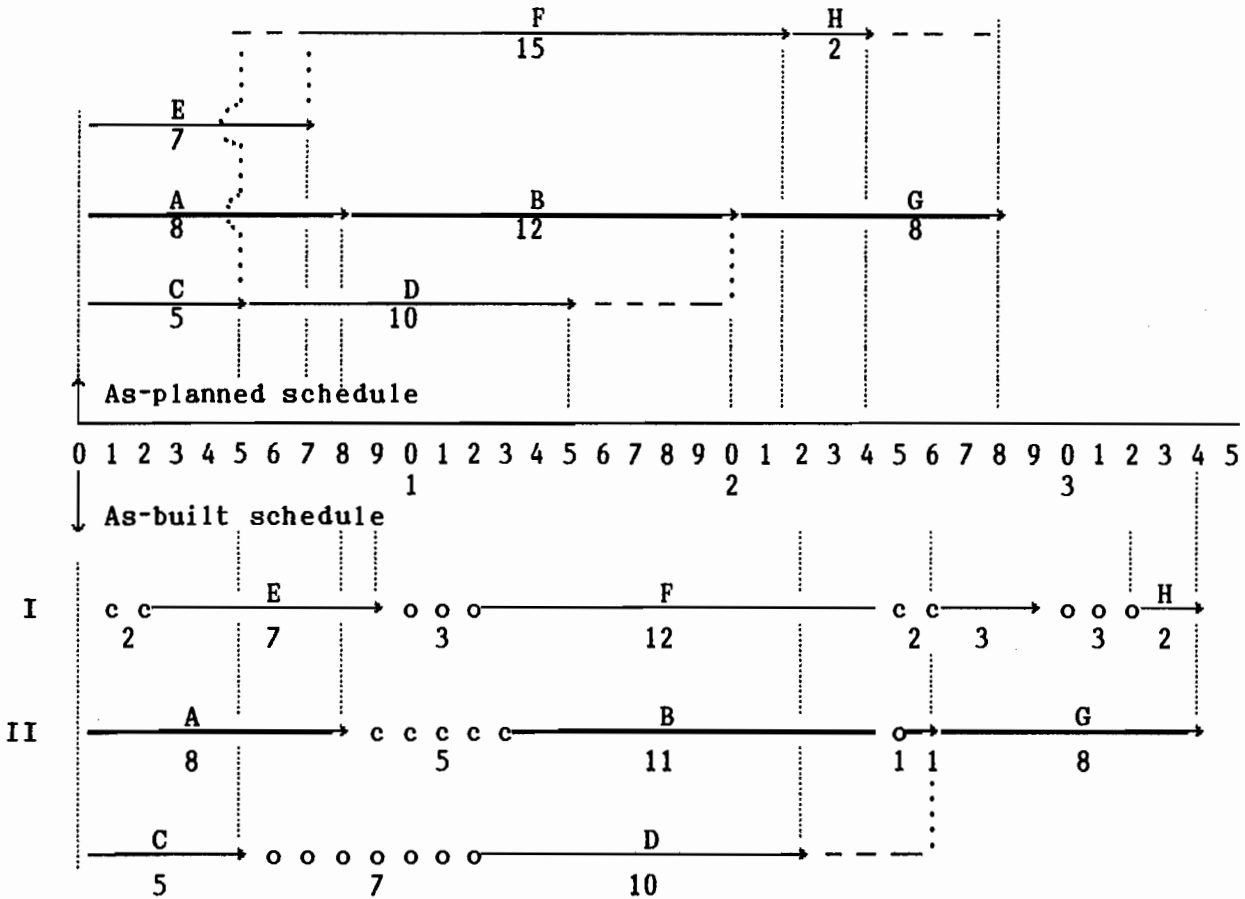 F H
15 2
E
7
A B G
8 12 8
C D
5 10
As-planned schedule
0 1 2 3 4 5 6 7 8 9 0 1 2 3 4 5 6 7 8 9 0 1 2 3 4 5 6 7 8 9 0 1 2 3 4 5
1 2 3
As-built schedule
E F H
I c c o o o c c o o o
2 7 3 12 2 3 3 2
A B G
II c c c c c o
8 5 11 1 1 8
C D
o o o o o o o
5 7 10